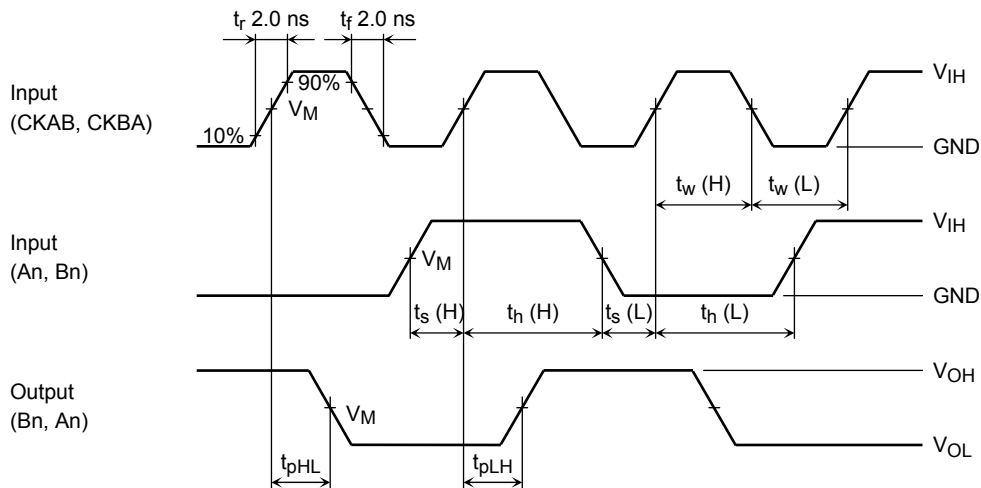 tr 2.0 ns
tf 2.0 ns
Input
(CKAB, CKBA)
90%
VM
10%
VIH
GND
tw (H)
tw (L)
Input
(An, Bn)
VM
VIH
GND
ts (H)
th (H)
ts (L)
th (L)
Output
(Bn, An)
VM
VOH
VOL
tpHL
tpLH